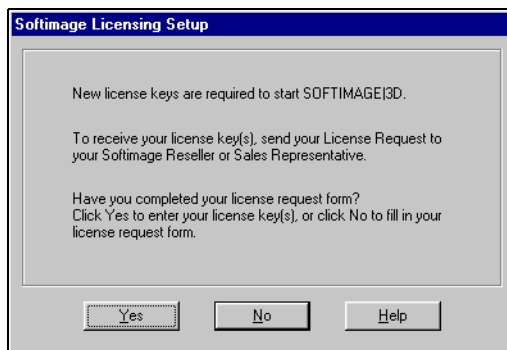 Softimage Licensing Setup
New license keys are required to start SOFTIMAGE|3D.
To receive your license key(s), send your License Request to
your Softimage Reseller or Sales Representative.
Have you completed your license request form?
Click Yes to enter your license key(s), or click No to fill in your
license request form.
Yes
No
Help